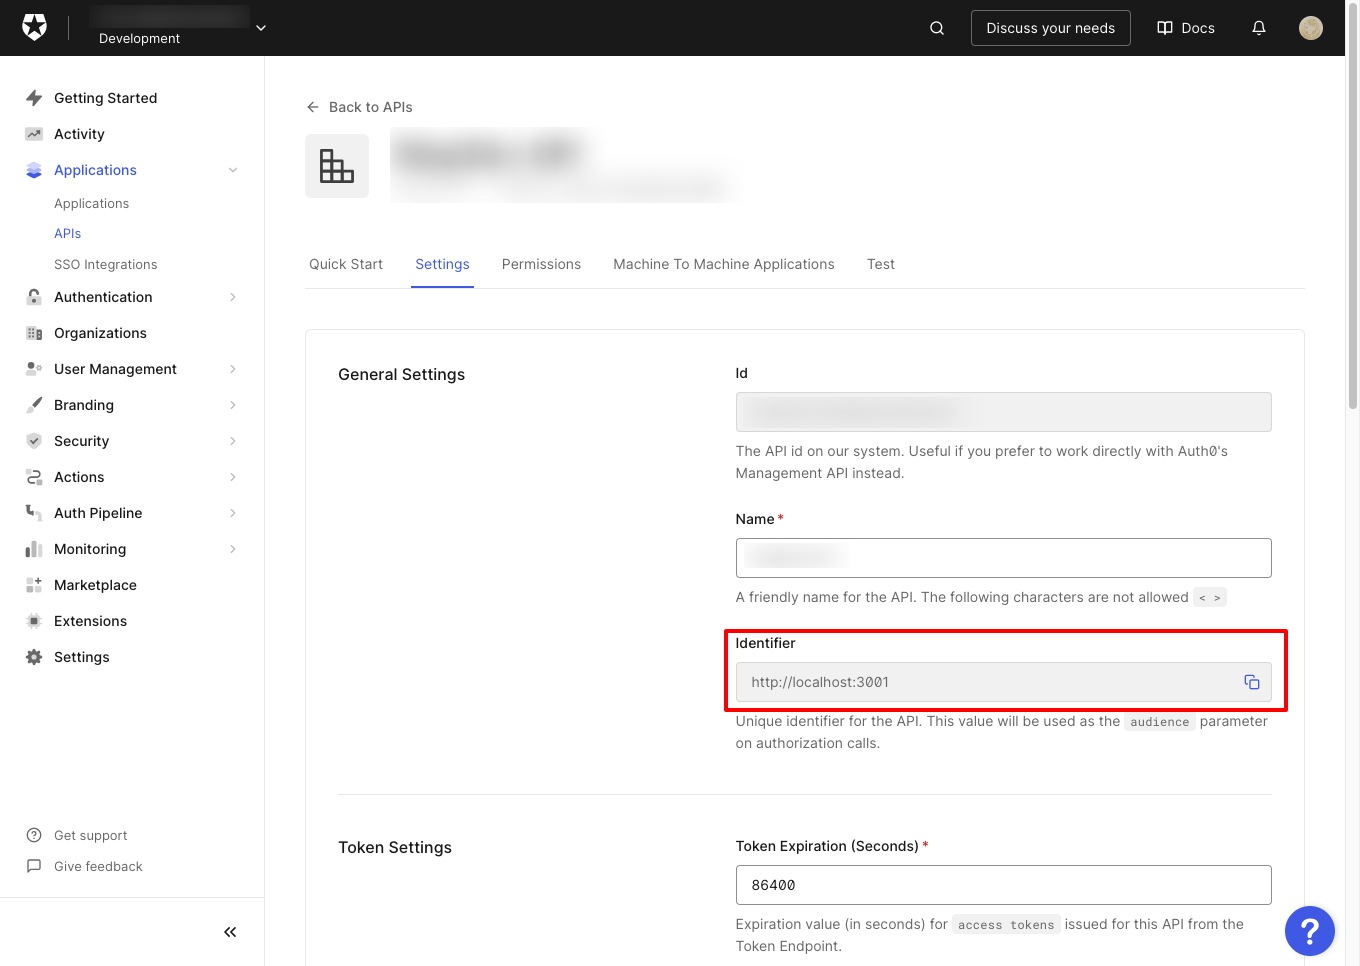 Development
Discuss your needs
Docs
Getting Started
Activity
Applications
Applications
APIs
SSO Integrations
Authentication
Organizations
User Management
Branding
Security
Actions
Auth Pipeline
Monitoring
Marketplace
Extensions
Settings
Get support
Give feedback
Back to APIs
Quick Start
Settings
Permissions
Machine To Machine Applications
Test
General Settings
Id
The API id on our system. Useful if you prefer to work directly with Auth0's
Management API instead.
Name *
A friendly name for the API. The following characters are not allowed < >
Identifier
http://localhost:3001
Unique identifier for the API. This value will be used as the audience parameter
on authorization calls.
Token Settings
Token Expiration (Seconds) *
86400
Expiration value (in seconds) for access tokens issued for this API from the
Token Endpoint.
?